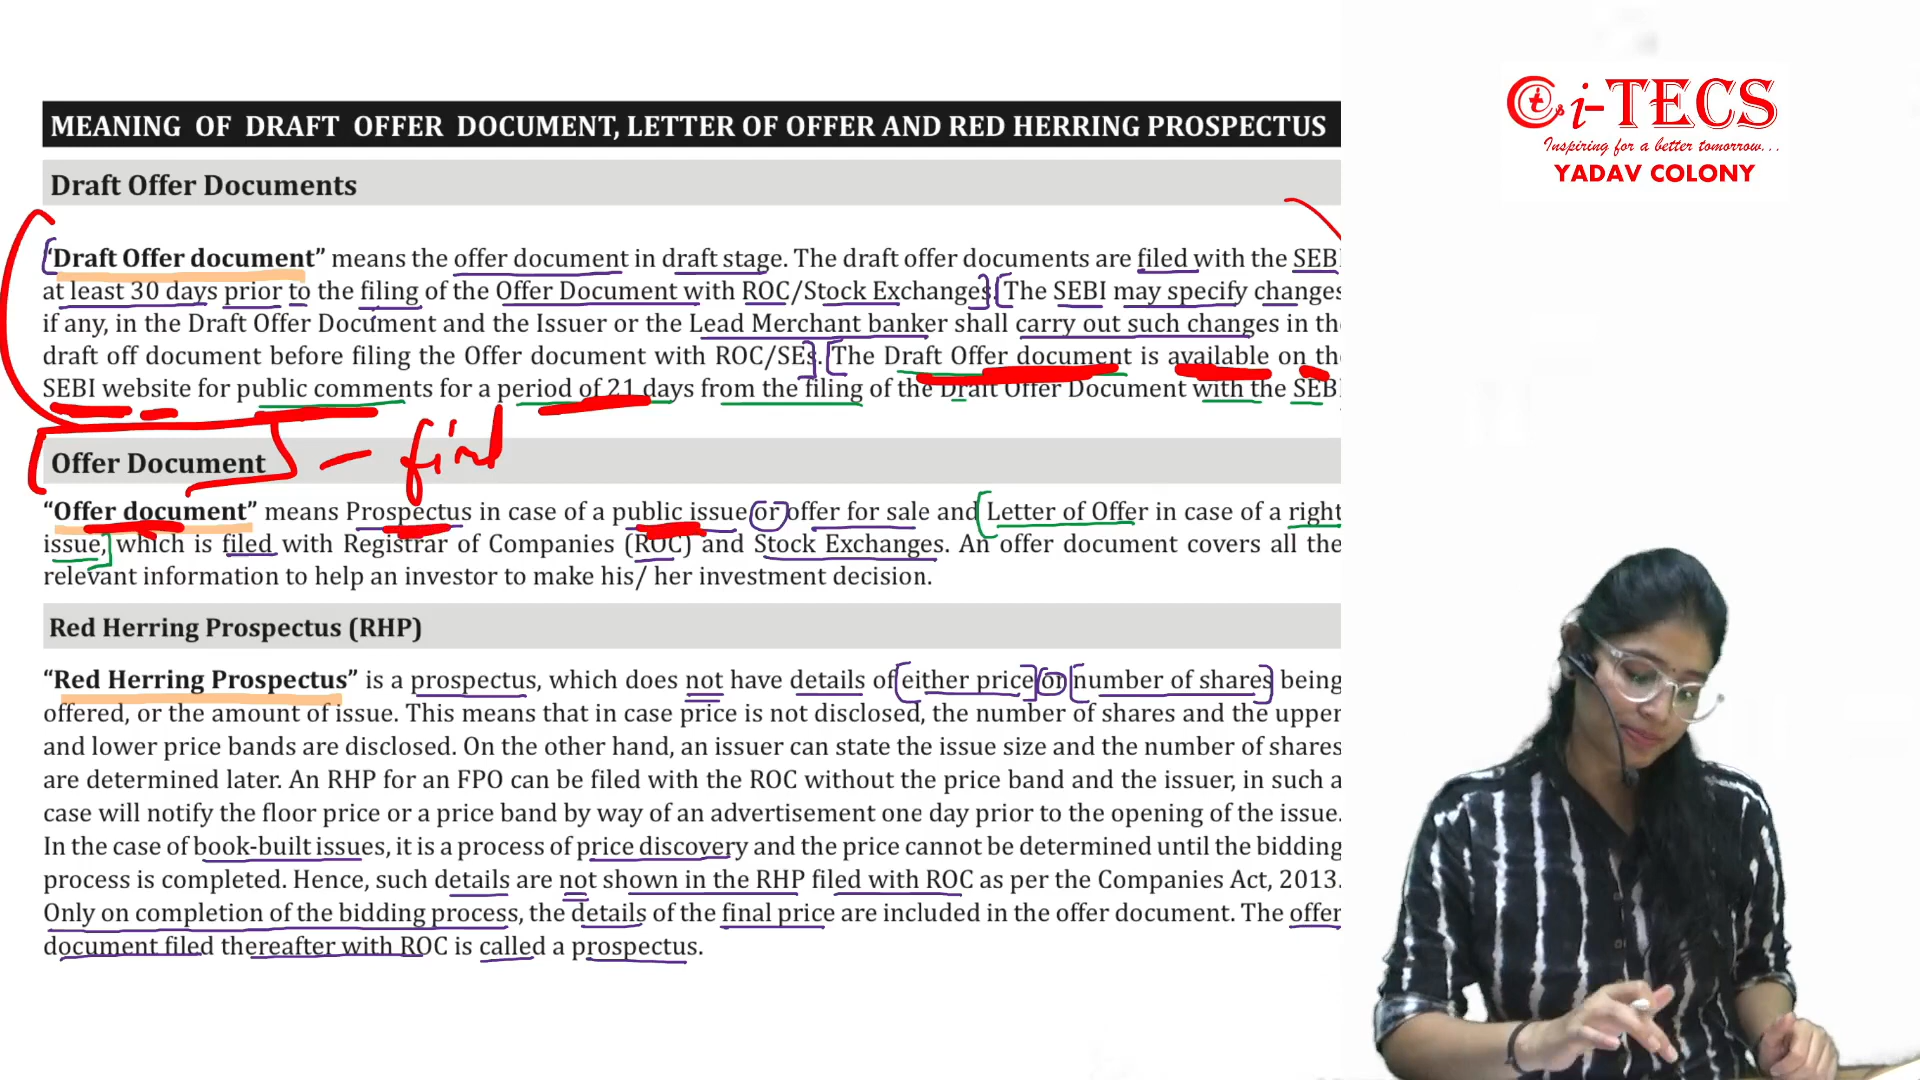 MEANING OF DRAFT OFFER DOCUMENT, LETTER OF OFFER AND RED HERRING PROSPECTUS
Draft Offer Documents
“Draft Offer document” means the offer document in draft stage. The draft offer documents are filed with the SEBI
at least 30 days prior to the filing of the Offer Document with ROC/Stock Exchanges. The SEBI may specify changes
if any, in the Draft Offer Document and the Issuer or the Lead Merchant banker shall carry out such changes in the
draft off document before filing the Offer document with ROC/SEs. The Draft Offer document is available on the
SEBI website for public comments for a period of 21 days from the filing of the Draft Offer Document with the SEBI
Offer Document – find
“Offer document” means Prospectus in case of a public issue or offer for sale and Letter of Offer in case of a right
issue, which is filed with Registrar of Companies (ROC) and Stock Exchanges. An offer document covers all the
relevant information to help an investor to make his/ her investment decision.
Red Herring Prospectus (RHP)
“Red Herring Prospectus” is a prospectus, which does not have details of either price or number of shares being
offered, or the amount of issue. This means that in case price is not disclosed, the number of shares and the upper
and lower price bands are disclosed. On the other hand, an issuer can state the issue size and the number of shares
are determined later. An RHP for an FPO can be filed with the ROC without the price band and the issuer, in such a
case will notify the floor price or a price band by way of an advertisement one day prior to the opening of the issue.
In the case of book-built issues, it is a process of price discovery and the price cannot be determined until the bidding
process is completed. Hence, such details are not shown in the RHP filed with ROC as per the Companies Act, 2013.
Only on completion of the bidding process, the details of the final price are included in the offer document. The offer
document filed thereafter with ROC is called a prospectus.
i-TECS
Inspiring for a better tomorrow...
YADAV COLONY